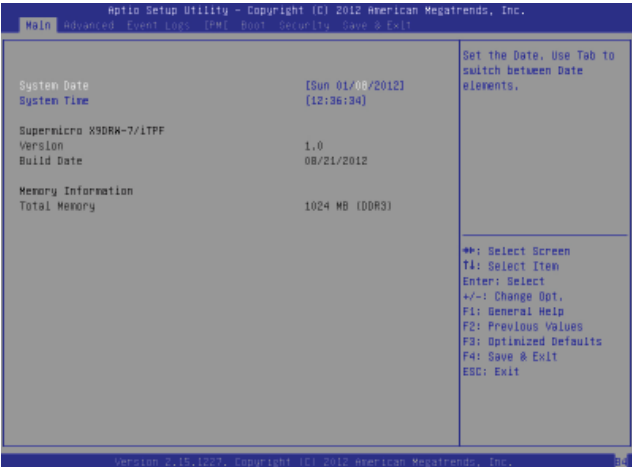 Aptio Setup Utility - Copyright (C) 2012 American Megatrends, Inc.
Main Advanced Event Logs IPMI Boot Security Save & Exit
System Date [Sun 01/08/2012]
System Time [12:36:34]
Supermicro X9DRW-7/iTPF
Version 1.0
Build Date 08/21/2012
Memory Information
Total Memory 1024 MB (DDR3)
Set the Date. Use Tab to
switch between Date
elements.
→←: Select Screen
↑↓: Select Item
Enter: Select
+/-: Change Opt.
F1: General Help
F2: Previous Values
F3: Optimized Defaults
F4: Save & Exit
ESC: Exit
Version 2.15.1227. Copyright (C) 2012 American Megatrends, Inc.
B4